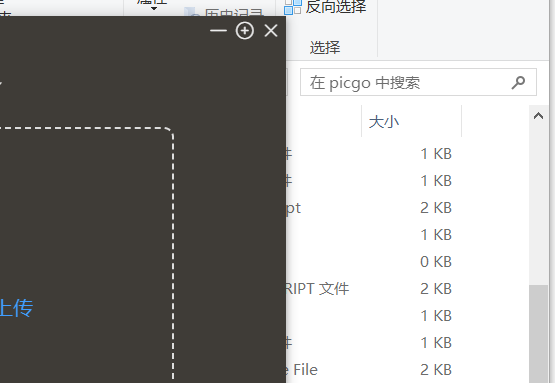 属性
历史记录
反向选择
选择
在 picgo 中搜索
大小
件 1 KB
件 1 KB
ipt 2 KB
1 KB
0 KB
RIPT 文件 2 KB
上传
1 KB
件 1 KB
e File 2 KB